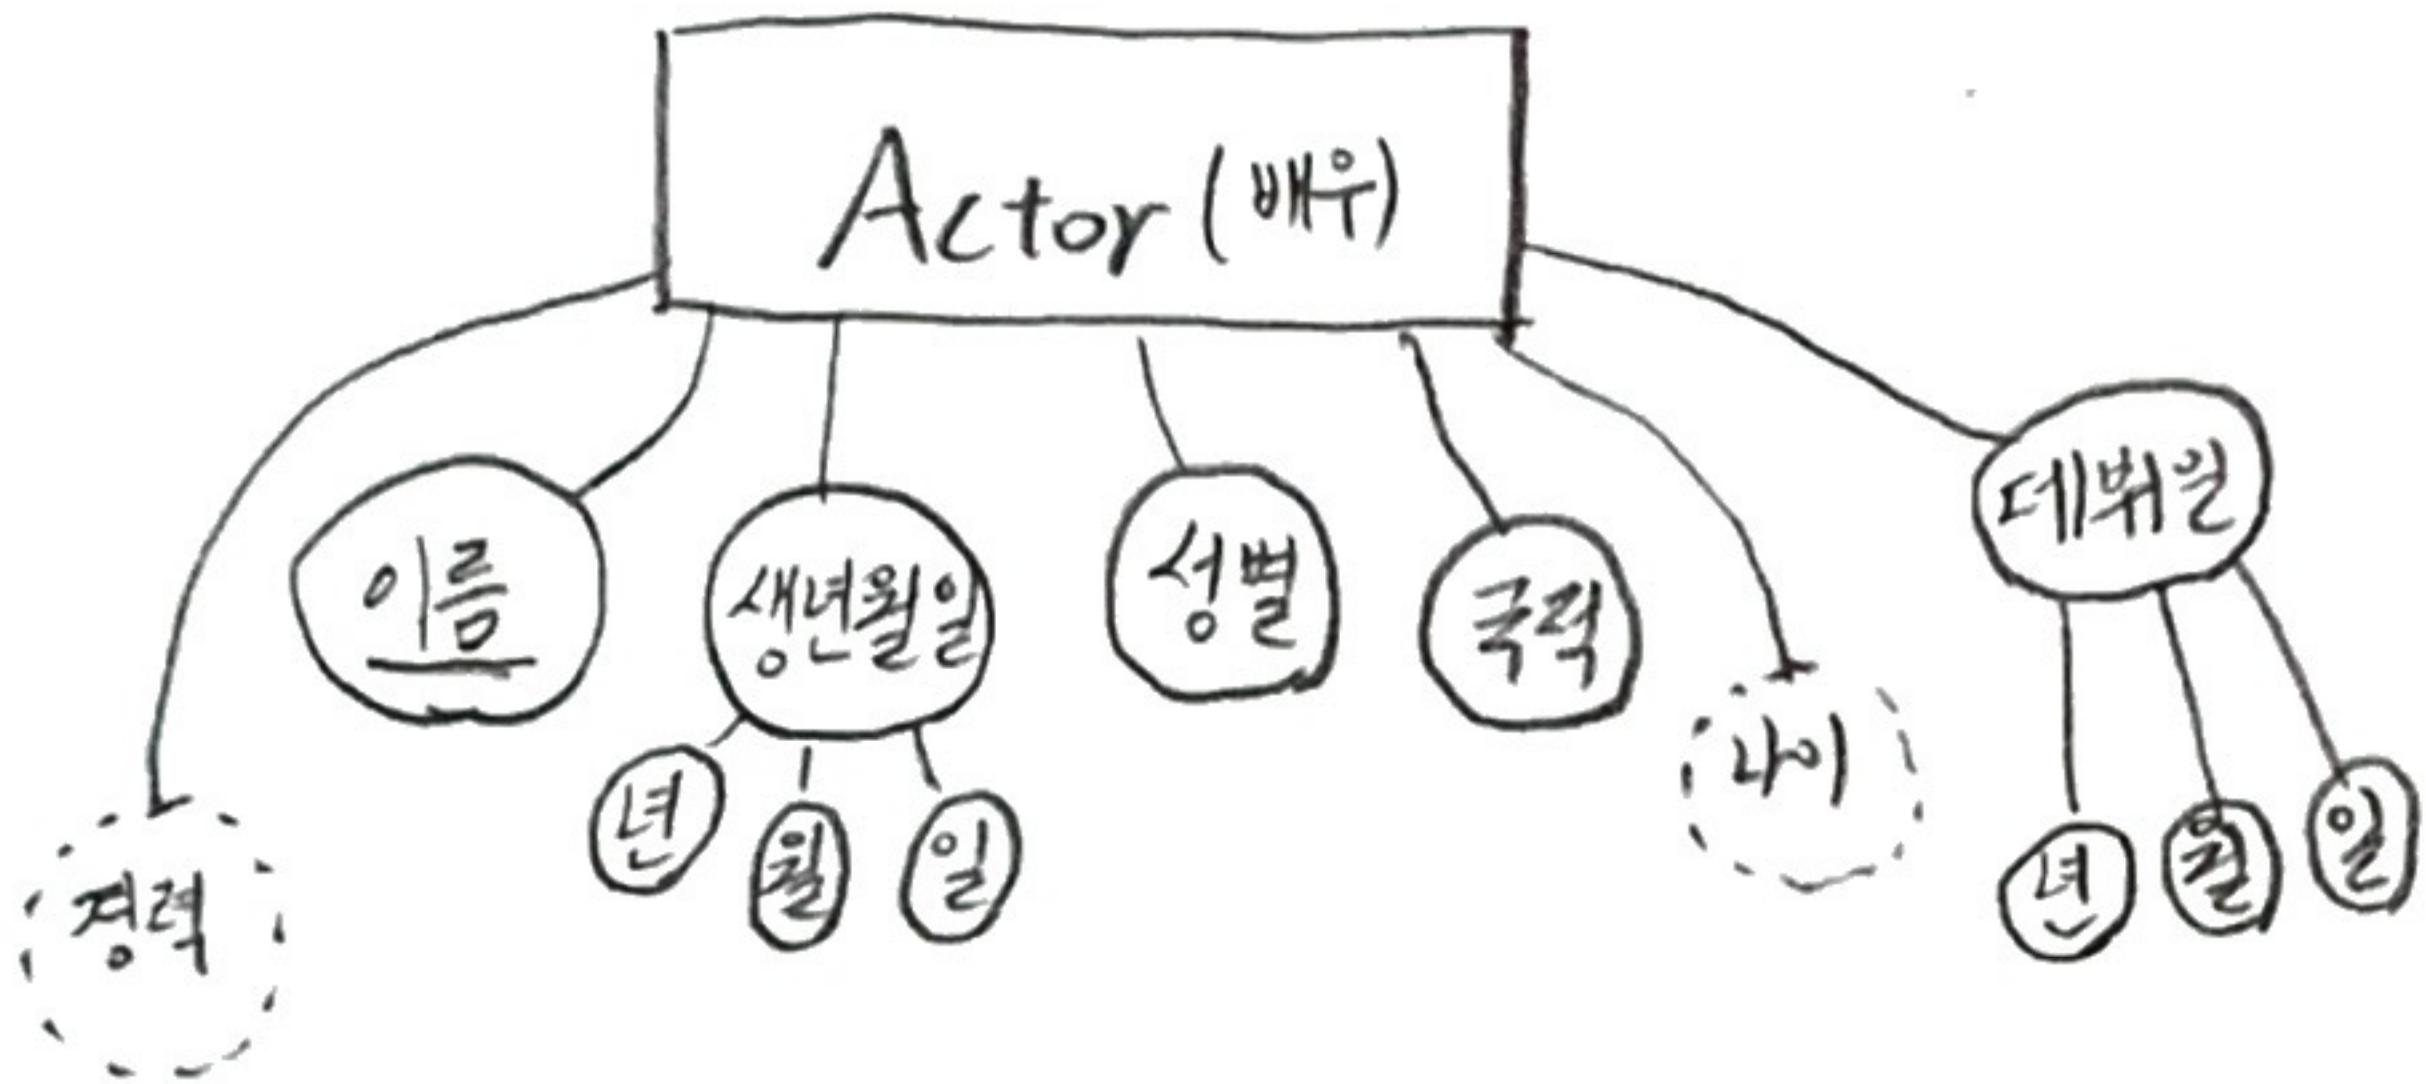 Actor (배우)
데뷔일
이름
생년월일
성별
국적
나이
경력
년
월
일
년
월
일